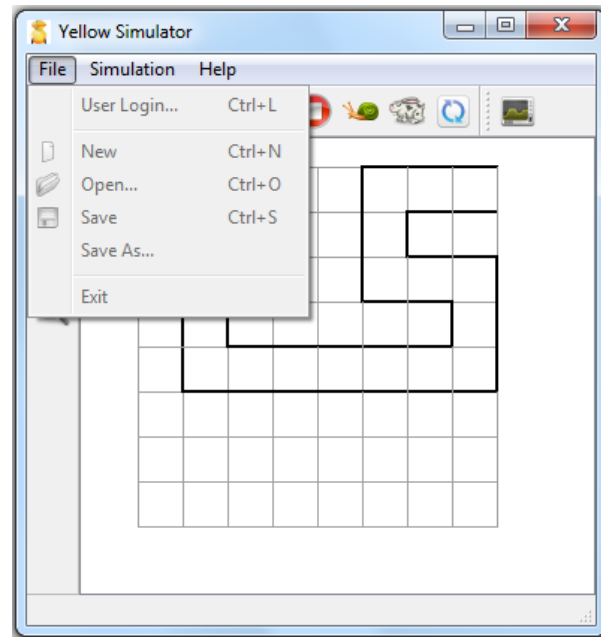 Yellow Simulator
File Simulation Help
User Login... Ctrl+L
New Ctrl+N
Open... Ctrl+O
Save Ctrl+S
Save As...
Exit